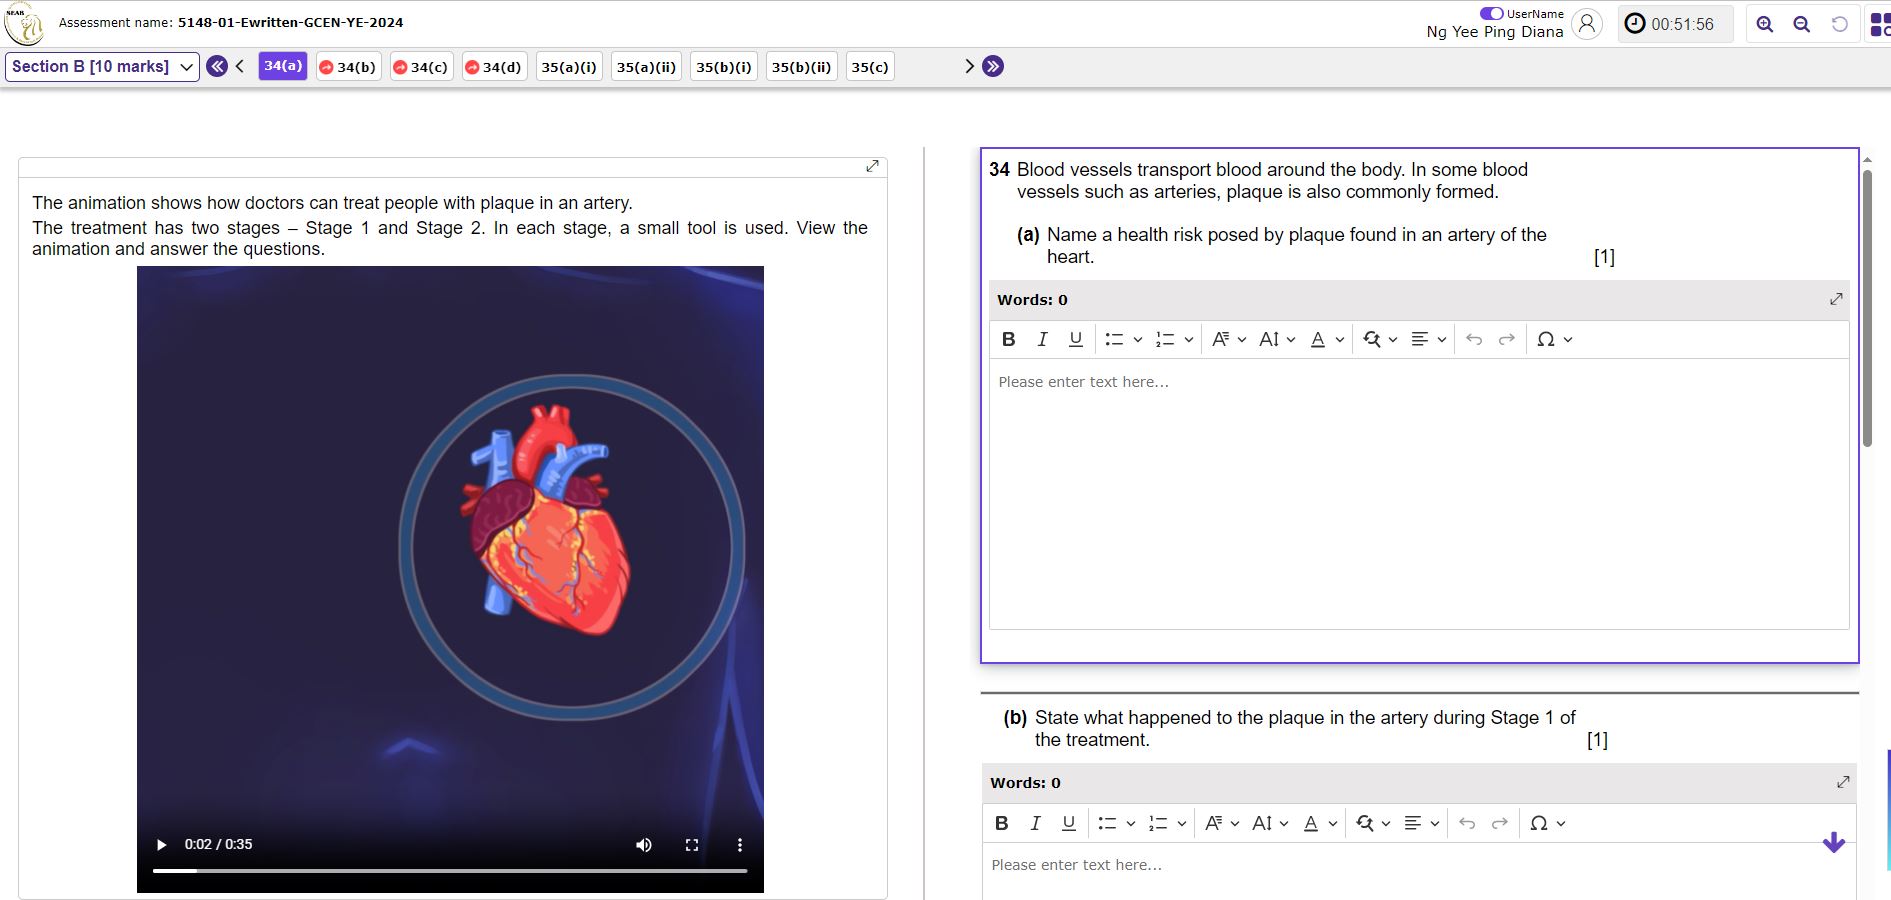 SEAB
Assessment name: 5148-01-Ewritten-GCEN-YE-2024
UserName
Ng Yee Ping Diana
00:51:56
Section B [10 marks]
34(a)
34(b)
34(c)
34(d)
35(a)(i)
35(a)(ii)
35(b)(i)
35(b)(ii)
35(c)
The animation shows how doctors can treat people with plaque in an artery.
The treatment has two stages – Stage 1 and Stage 2. In each stage, a small tool is used. View the
animation and answer the questions.
0:02 / 0:35
34 Blood vessels transport blood around the body. In some blood
vessels such as arteries, plaque is also commonly formed.
(a) Name a health risk posed by plaque found in an artery of the
heart. [1]
Words: 0
B I U A A A Ω
Please enter text here...
(b) State what happened to the plaque in the artery during Stage 1 of
the treatment. [1]
Words: 0
B I U A A A Ω
Please enter text here...